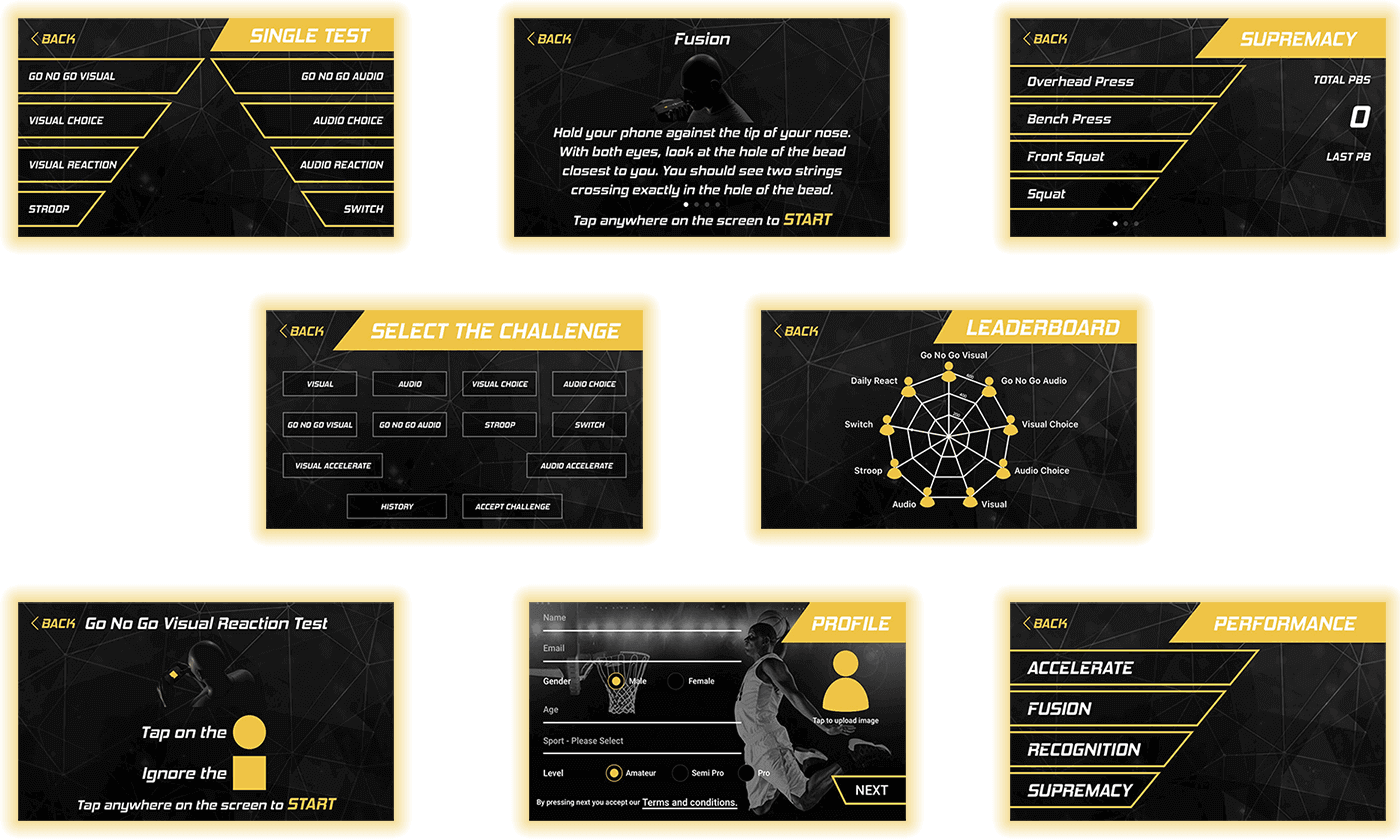 BACK
SINGLE TEST
GO NO GO VISUAL
GO NO GO AUDIO
VISUAL CHOICE
AUDIO CHOICE
VISUAL REACTION
AUDIO REACTION
STROOP
SWITCH
BACK
Fusion
Hold your phone against the tip of your nose.
With both eyes, look at the hole of the bead
closest to you. You should see two strings
crossing exactly in the hole of the bead.
Tap anywhere on the screen to START
BACK
SUPREMACY
Overhead Press
TOTAL PBS
Bench Press
0
Front Squat
LAST PB
Squat
BACK
SELECT THE CHALLENGE
VISUAL
AUDIO
VISUAL CHOICE
AUDIO CHOICE
GO NO GO VISUAL
GO NO GO AUDIO
STROOP
SWITCH
VISUAL ACCELERATE
AUDIO ACCELERATE
HISTORY
ACCEPT CHALLENGE
BACK
LEADERBOARD
Go No Go Visual
Daily React
Go No Go Audio
600
400
200
Switch
Visual Choice
Stroop
Audio Choice
Audio
Visual
BACK
Go No Go Visual Reaction Test
Tap on the
Ignore the
Tap anywhere on the screen to START
PROFILE
Name
Email
Gender
Male
Female
Age
Tap to upload image
Sport - Please Select
Level
Amateur
Semi Pro
Pro
NEXT
By pressing next you accept our Terms and conditions.
BACK
PERFORMANCE
ACCELERATE
FUSION
RECOGNITION
SUPREMACY